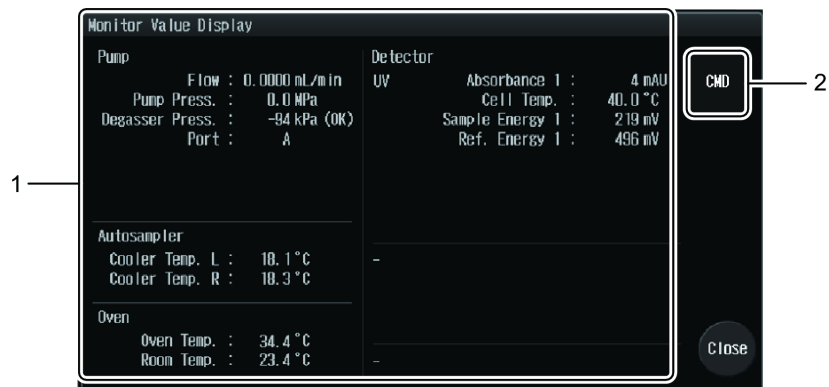 Monitor Value Display
Pump
Flow : 0.0000 mL/min
Pump Press. : 0.0 MPa
Degasser Press. : -94 kPa (OK)
Port : A
Autosampler
Cooler Temp. L : 18.1°C
Cooler Temp. R : 18.3°C
Oven
Oven Temp. : 34.4°C
Room Temp. : 23.4°C
Detector
UV Absorbance 1 : 4 mAU
Cell Temp. : 40.0°C
Sample Energy 1 : 219 mV
Ref. Energy 1 : 496 mV
-
-
CMD
Close
1
2